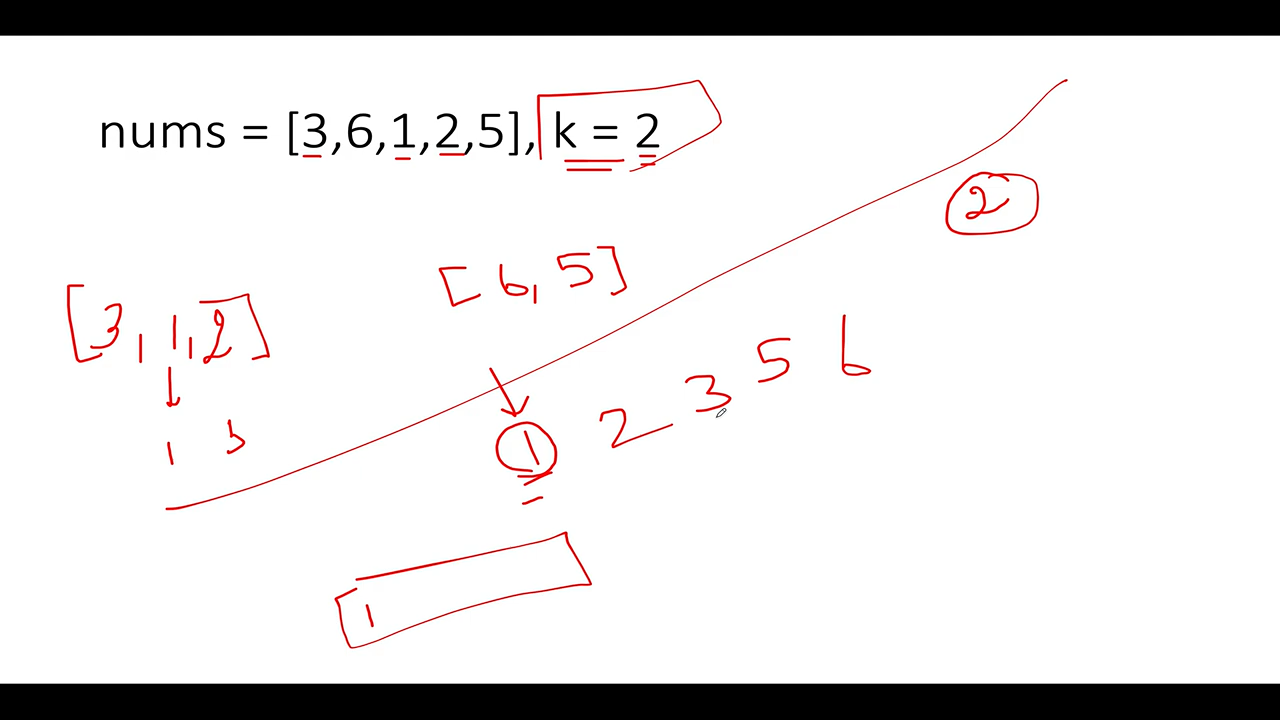 nums = [3,6,1,2,5], k = 2
2
[6, 5]
[3, 1, 2]
1 3
1 2 3 5 6
1